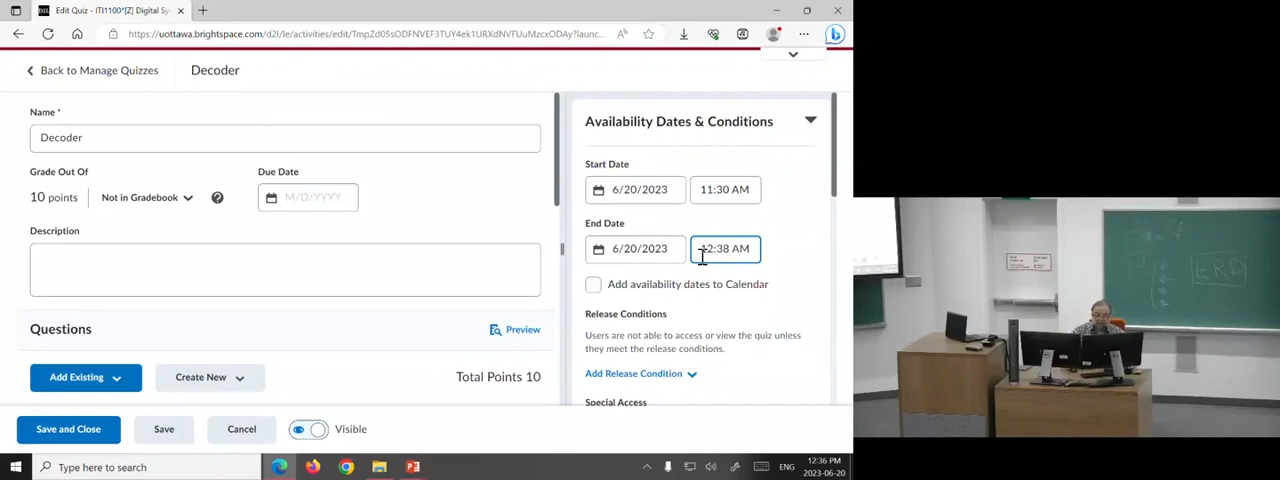 Edit Quiz - ITI1100*[Z] Digital Sy
https://uottawa.brightspace.com/d2l/le/activities/edit/TmpZd05sODFNVEF3TUY4ek1URXdNVFUuMzcxODAy?launc...
Back to Manage Quizzes
Decoder
Name *
Decoder
Grade Out Of
Due Date
10 points
Not in Gradebook
M/D/YYYY
Description
Questions
Preview
Add Existing
Create New
Total Points 10
Availability Dates & Conditions
Start Date
6/20/2023
11:30 AM
End Date
6/20/2023
12:38 AM
Add availability dates to Calendar
Release Conditions
Users are not able to access or view the quiz unless
they meet the release conditions.
Add Release Condition
Special Access
Save and Close
Save
Cancel
Visible
Type here to search
ENG
12:36 PM
2023-06-20
ERD